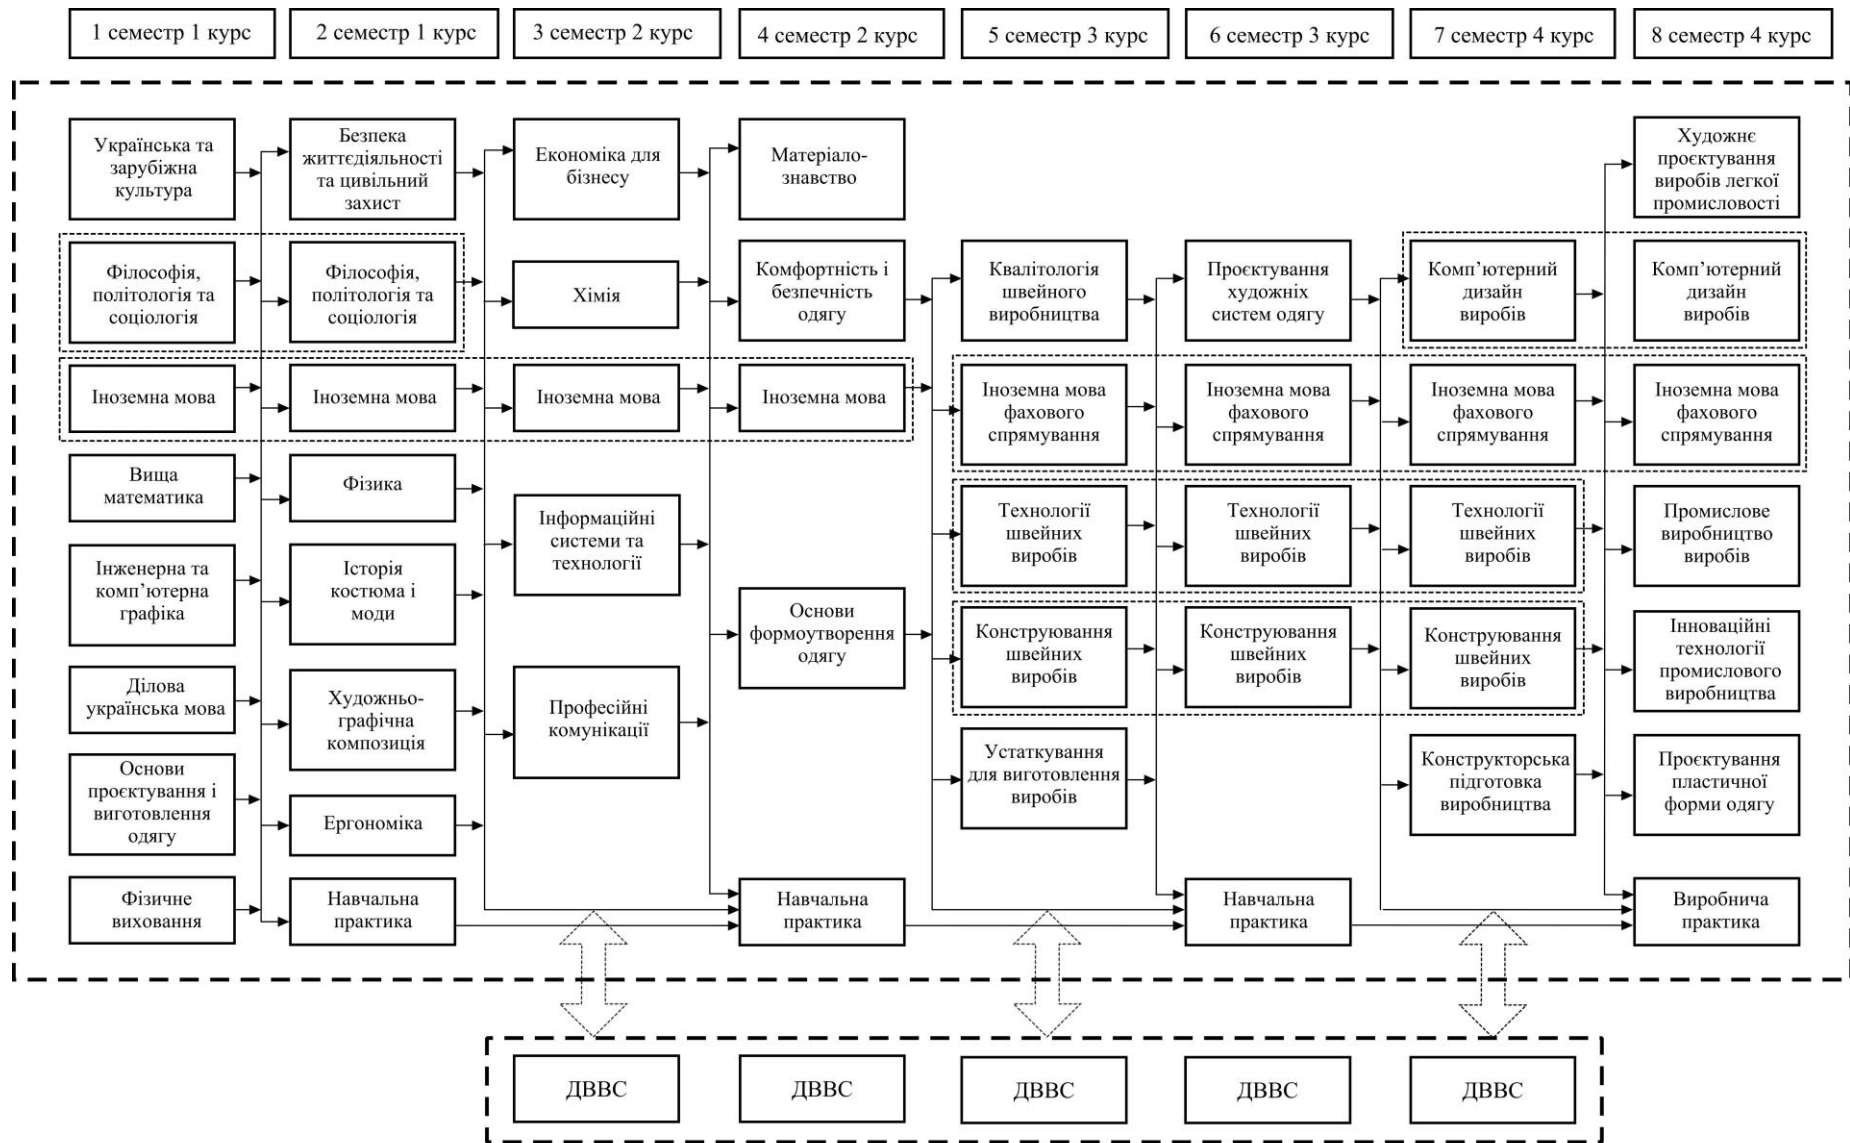 1 семестр 1 курс
2 семестр 1 курс
3 семестр 2 курс
4 семестр 2 курс
5 семестр 3 курс
6 семестр 3 курс
7 семестр 4 курс
8 семестр 4 курс
Українська та
зарубіжна
культура
Безпека
життєдіяльності
та цивільний
захист
Економіка для
бізнесу
Матеріало-
знавство
Художнє
проєктування
виробів легкої
промисловості
Філософія,
політологія та
соціологія
Філософія,
політологія та
соціологія
Хімія
Комфортність і
безпечність
одягу
Квалітологія
швейного
виробництва
Проєктування
художніх
систем одягу
Комп’ютерний
дизайн
виробів
Комп’ютерний
дизайн
виробів
Іноземна мова
Іноземна мова
Іноземна мова
Іноземна мова
Іноземна мова
фахового
спрямування
Іноземна мова
фахового
спрямування
Іноземна мова
фахового
спрямування
Іноземна мова
фахового
спрямування
Вища
математика
Фізика
Інформаційні
системи та
технології
Технології
швейних
виробів
Технології
швейних
виробів
Технології
швейних
виробів
Промислове
виробництво
виробів
Інженерна та
комп’ютерна
графіка
Історія
костюма і
моди
Основи
формоутворення
одягу
Конструювання
швейних
виробів
Конструювання
швейних
виробів
Конструювання
швейних
виробів
Інноваційні
технології
промислового
виробництва
Ділова
українська мова
Художньо-
графічна
композиція
Професійні
комунікації
Устаткування
для виготовлення
виробів
Конструкторська
підготовка
виробництва
Проєктування
пластичної
форми одягу
Основи
проєктування і
виготовлення
одягу
Ергономіка
Фізичне
виховання
Навчальна
практика
Навчальна
практика
Навчальна
практика
Виробнича
практика
ДВВС
ДВВС
ДВВС
ДВВС
ДВВС